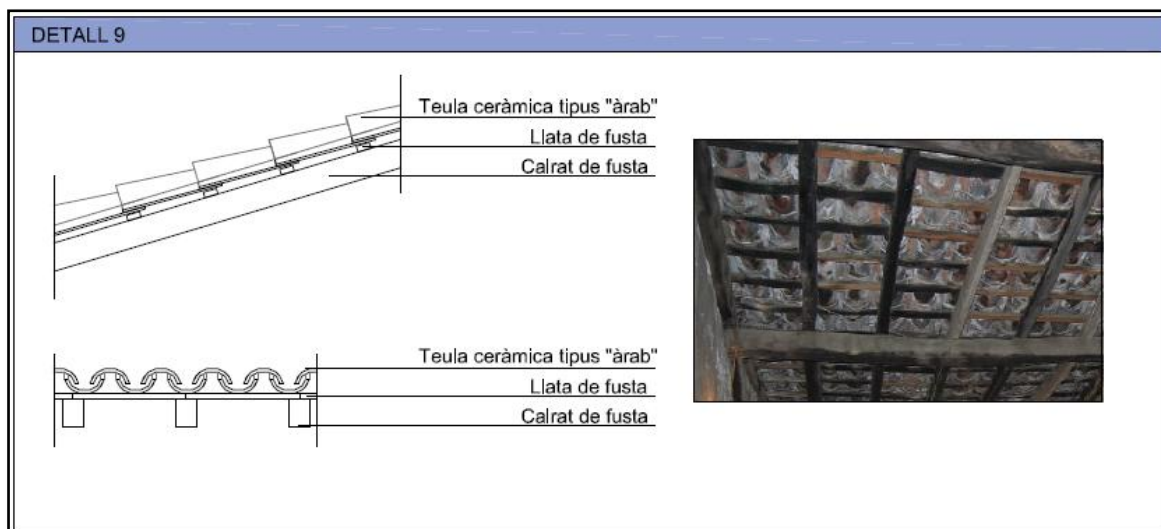 DETALL 9
Teula ceràmica tipus "àrab"
Llata de fusta
Calrat de fusta
Teula ceràmica tipus "àrab"
Llata de fusta
Calrat de fusta